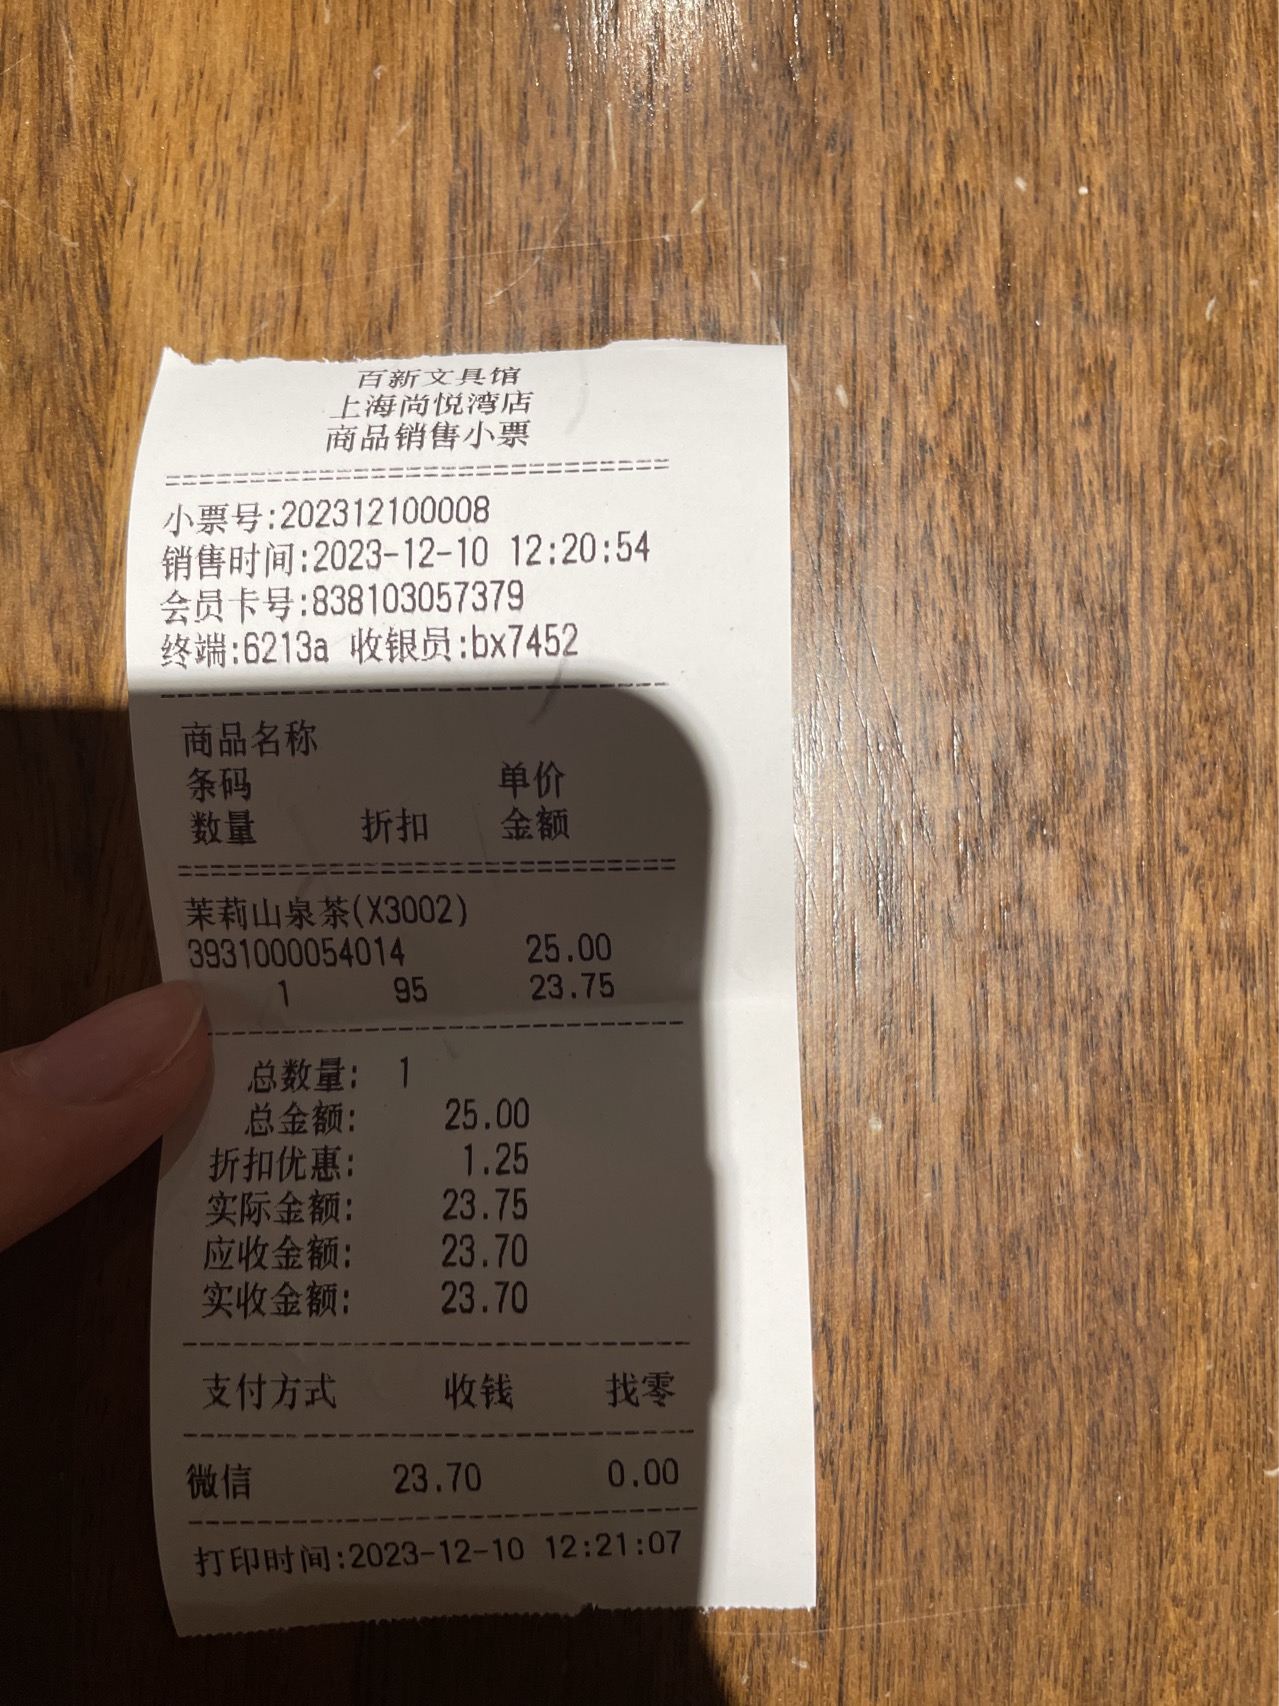 百新文具馆
上海尚悦湾店
商品销售小票
================================
小票号:202312100008
销售时间:2023-12-10 12:20:54
会员卡号:838103057379
终端:6213a 收银员:bx7452
--------------------------------
商品名称
条码 单价
数量 折扣 金额
================================
茉莉山泉茶(X3002)
3931000054014 25.00
1 95 23.75
--------------------------------
总数量: 1
总金额: 25.00
折扣优惠: 1.25
实际金额: 23.75
应收金额: 23.70
实收金额: 23.70
--------------------------------
支付方式 收钱 找零
--------------------------------
微信 23.70 0.00
--------------------------------
打印时间:2023-12-10 12:21:07